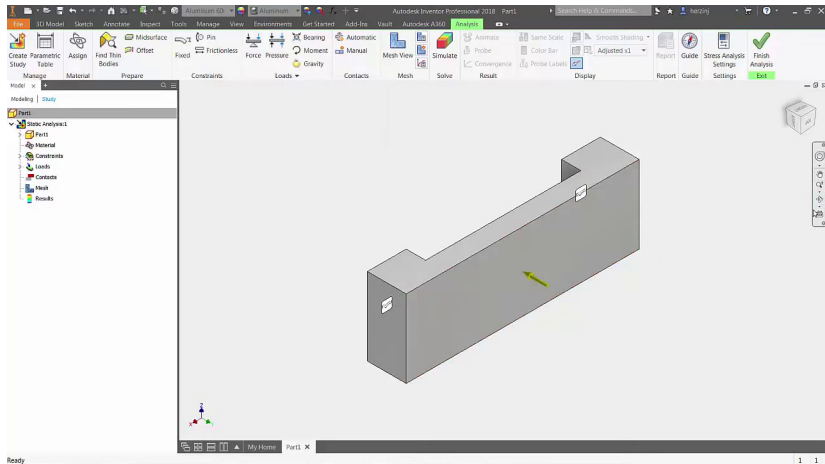 Aluminum 60 Aluminum Autodesk Inventor Professional 2018 Part1 Search Help & Commands... herzinj
File 3D Model Sketch Annotate Inspect Tools Manage View Environments Get Started Add-Ins Vault Autodesk A360 Analysis
Midsurface Pin Bearing Automatic Animate Same Scale Smooth Shading
Offset Frictionless Moment Manual Probe Color Bar Adjusted x1
Create Study Parametric Table Assign Find Thin Bodies Fixed Force Pressure Gravity Mesh View Simulate Convergence Probe Labels Report Guide Stress Analysis Settings Finish Analysis
Manage Material Prepare Constraints Loads Contacts Mesh Solve Result Display Report Guide Settings Exit
Model +
Modeling Study
Part1
Static Analysis:1
Part1
Material
Constraints
Loads
Contacts
Mesh
Results
Z
X
My Home Part1
Ready 1 1